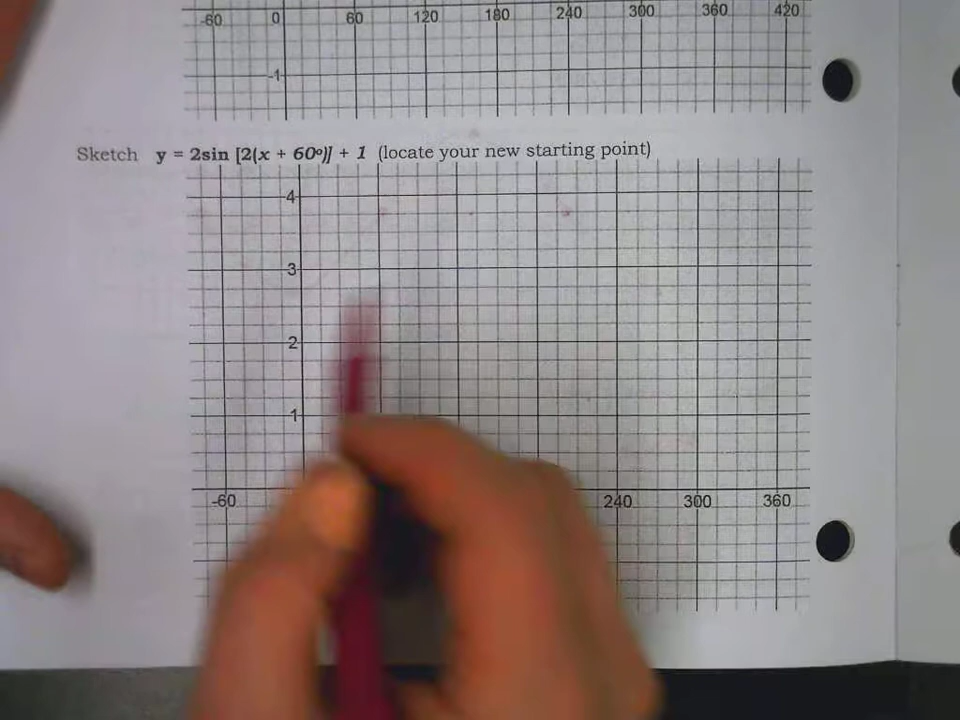 -60 0 60 120 180 240 300 360 420
-1
Sketch y = 2sin [2(x + 60º)] + 1 (locate your new starting point)
4
3
2
1
-60 240 300 360